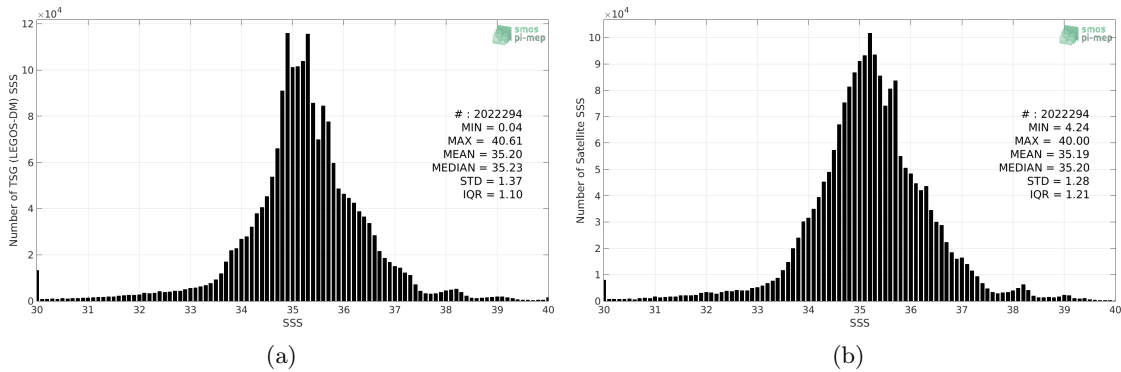 ×10⁴
12
10
8
6
4
2
0
Number of TSG (LEGOS-DM) SSS
30 31 32 33 34 35 36 37 38 39 40
SSS
smos
pi-mep
# : 2022294
MIN = 0.04
MAX = 40.61
MEAN = 35.20
MEDIAN = 35.23
STD = 1.37
IQR = 1.10
(a)
×10⁴
10
9
8
7
6
5
4
3
2
1
0
Number of Satellite SSS
30 31 32 33 34 35 36 37 38 39 40
SSS
smos
pi-mep
# : 2022294
MIN = 4.24
MAX = 40.00
MEAN = 35.19
MEDIAN = 35.20
STD = 1.28
IQR = 1.21
(b)